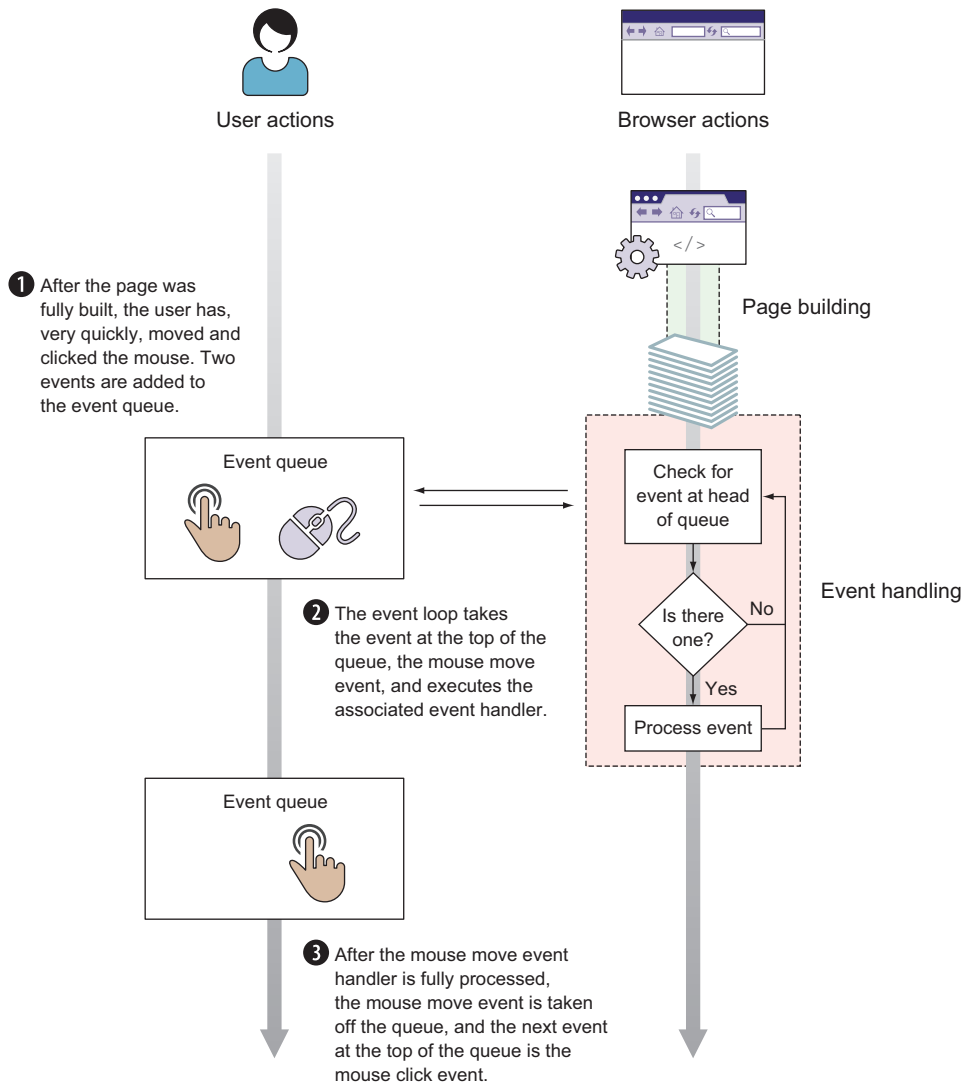 User actions
Browser actions
</>
Page building
1 After the page was
fully built, the user has,
very quickly, moved and
clicked the mouse. Two
events are added to
the event queue.
Event queue
Check for
event at head
of queue
Event handling
Is there
one?
No
Yes
Process event
2 The event loop takes
the event at the top of the
queue, the mouse move
event, and executes the
associated event handler.
Event queue
3 After the mouse move event
handler is fully processed,
the mouse move event is taken
off the queue, and the next event
at the top of the queue is the
mouse click event.